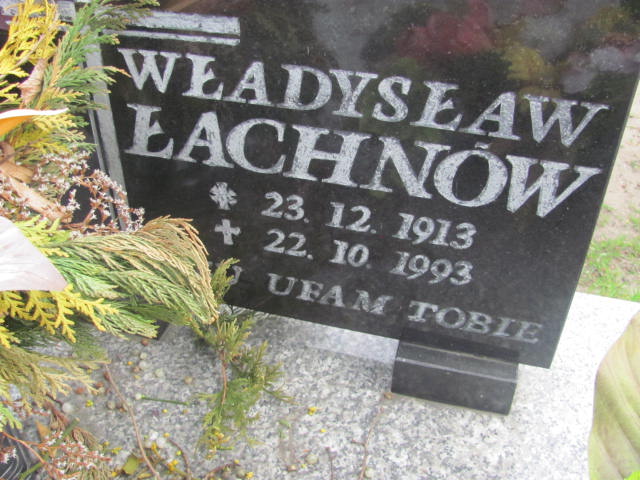 WŁADYSŁAW
ŁACHNÓW
* 23. 12. 1913
✝ 22. 10. 1993
UFAM TOBIE